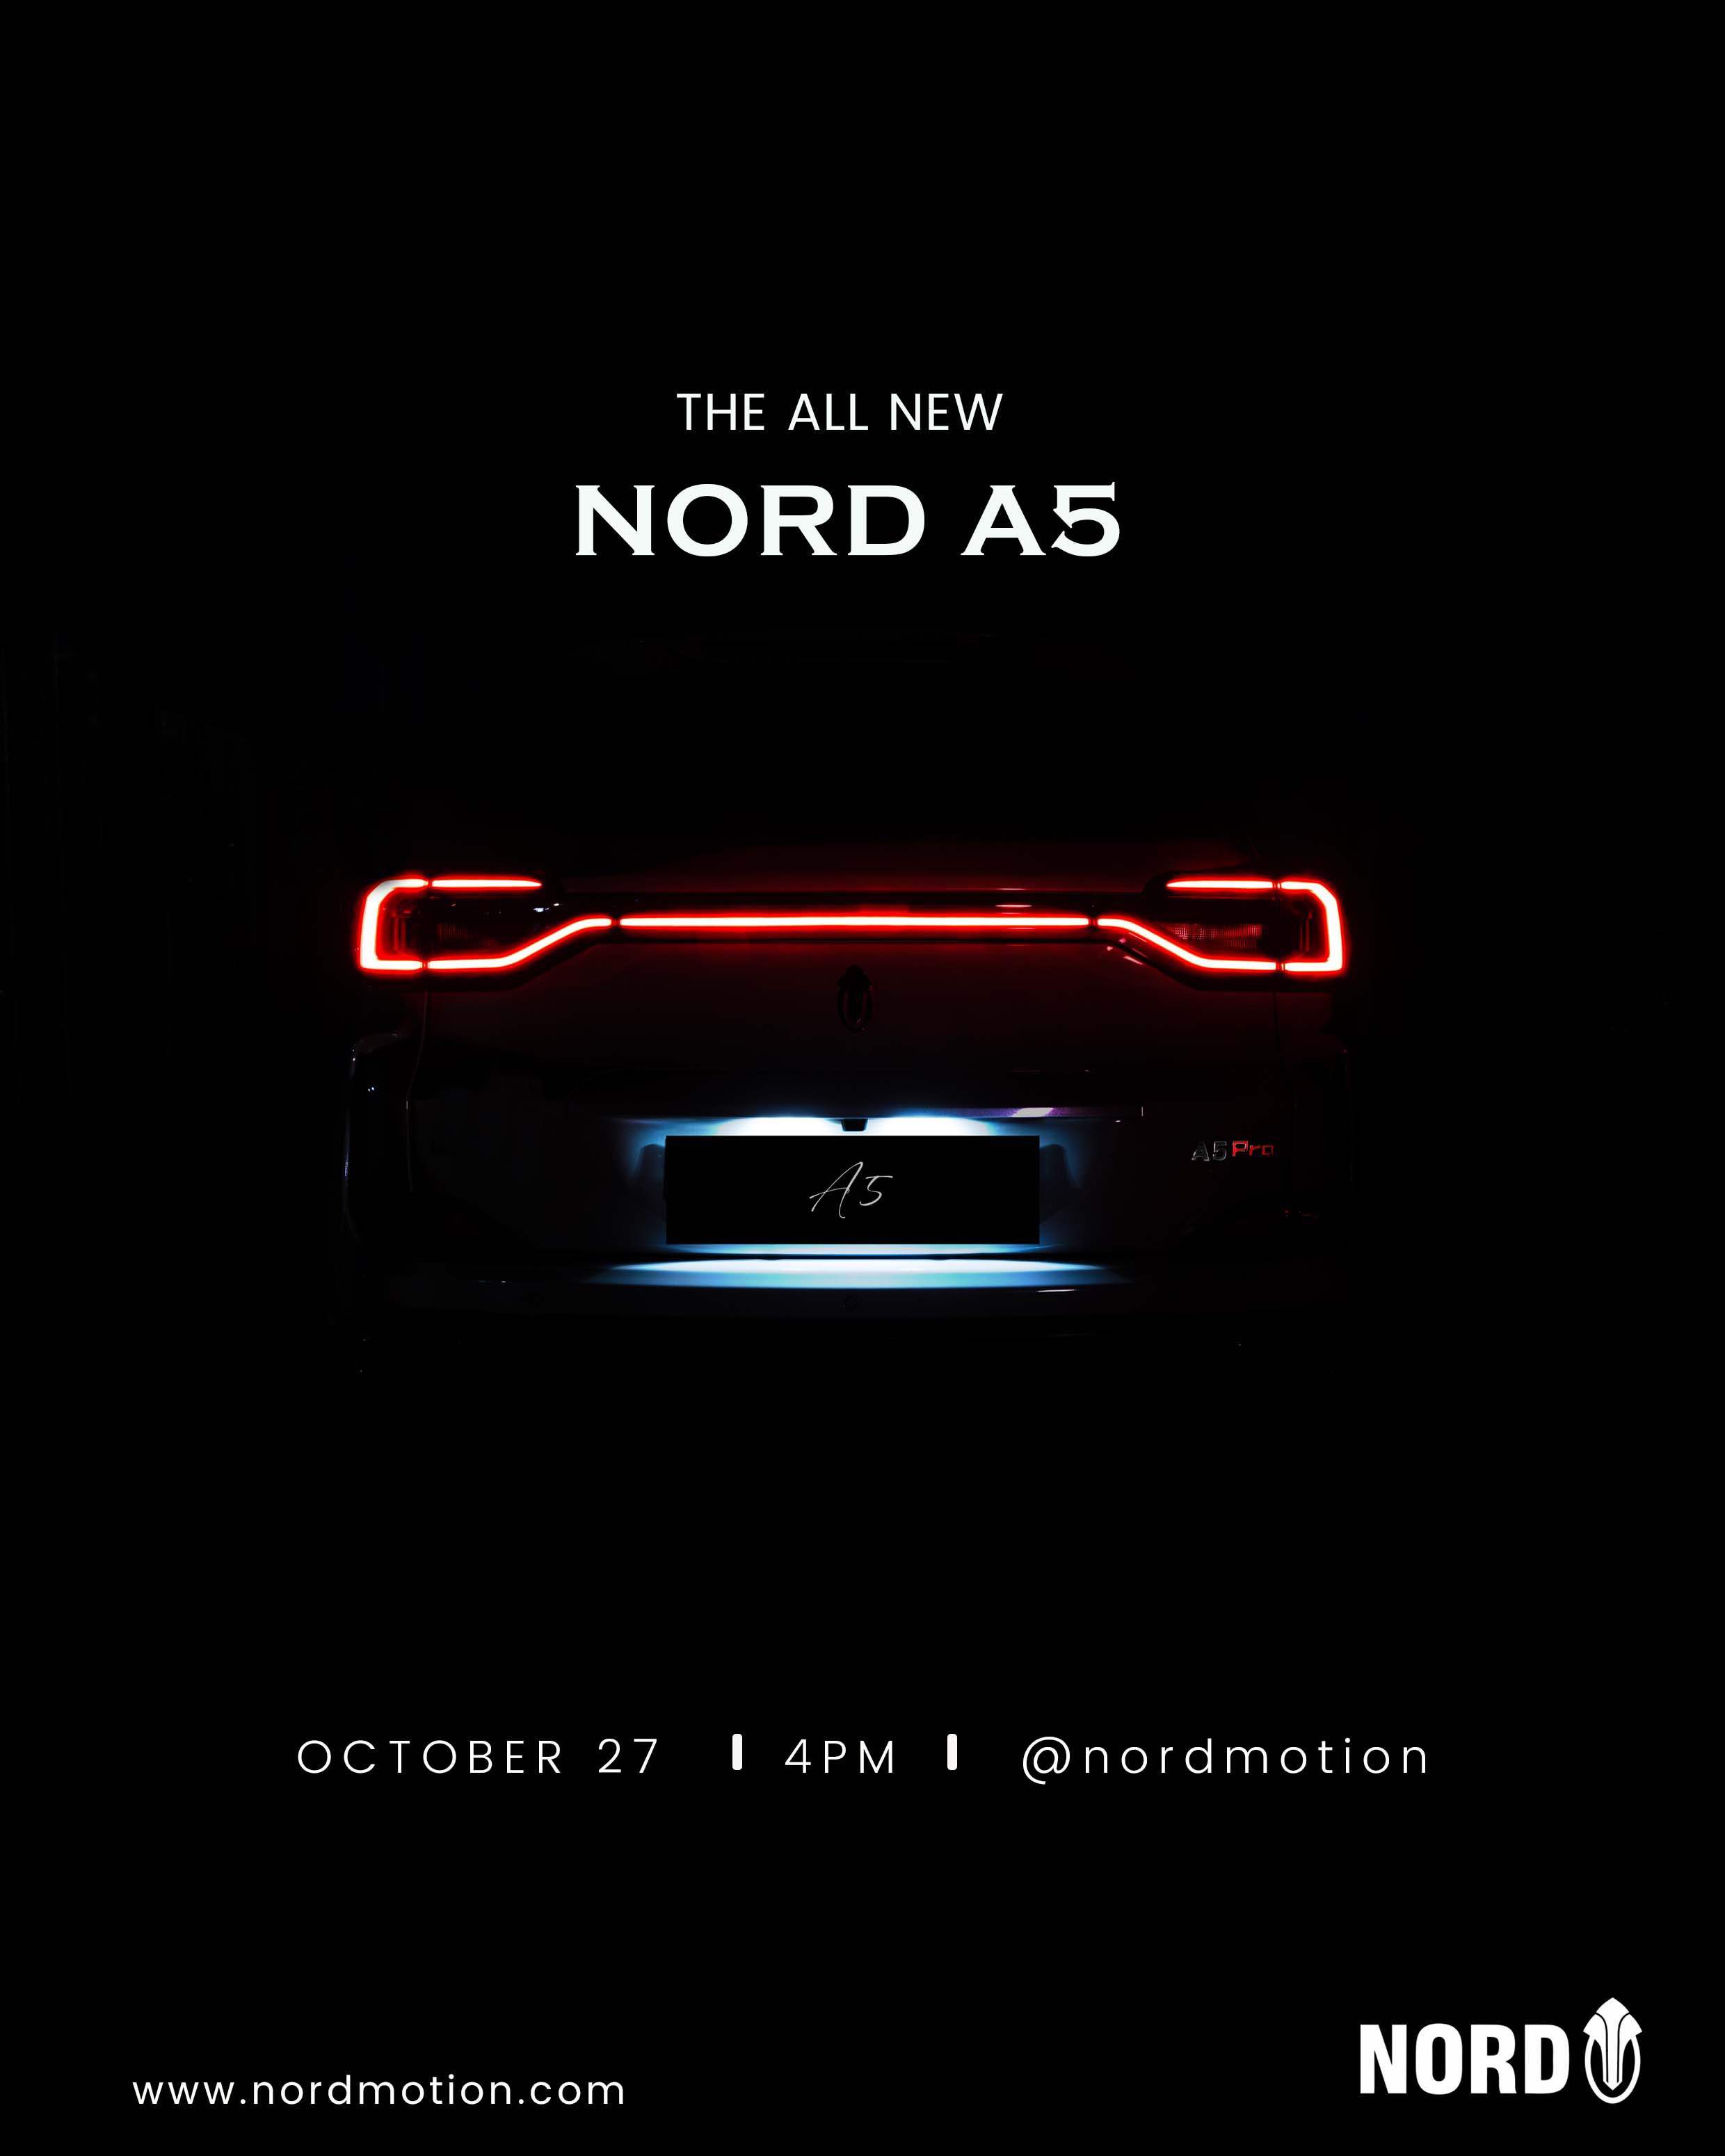 THE ALL NEW
NORD A5
A5Pro
A5
OCTOBER 27 | 4PM | @nordmotion
www.nordmotion.com
NORD